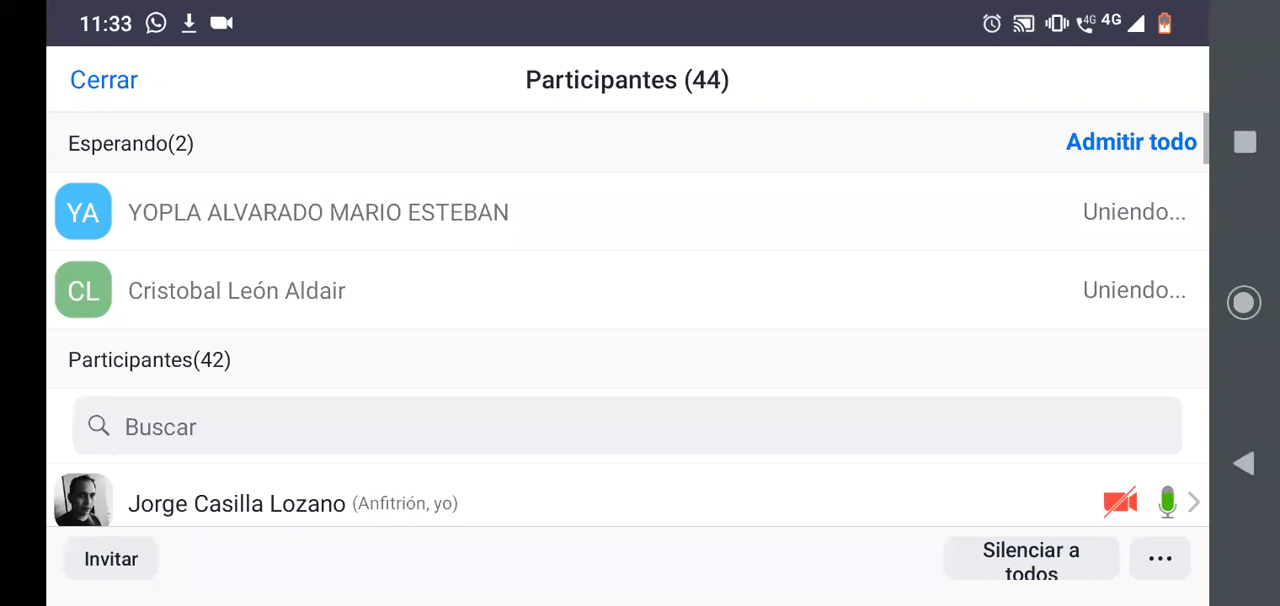 11:33 4G 4G
Cerrar Participantes (44)
Esperando(2) Admitir todo
YA YOPLA ALVARADO MARIO ESTEBAN Uniendo...
CL Cristobal León Aldair Uniendo...
Participantes(42)
Buscar
Jorge Casilla Lozano (Anfitrión, yo)
Invitar Silenciar a
todos